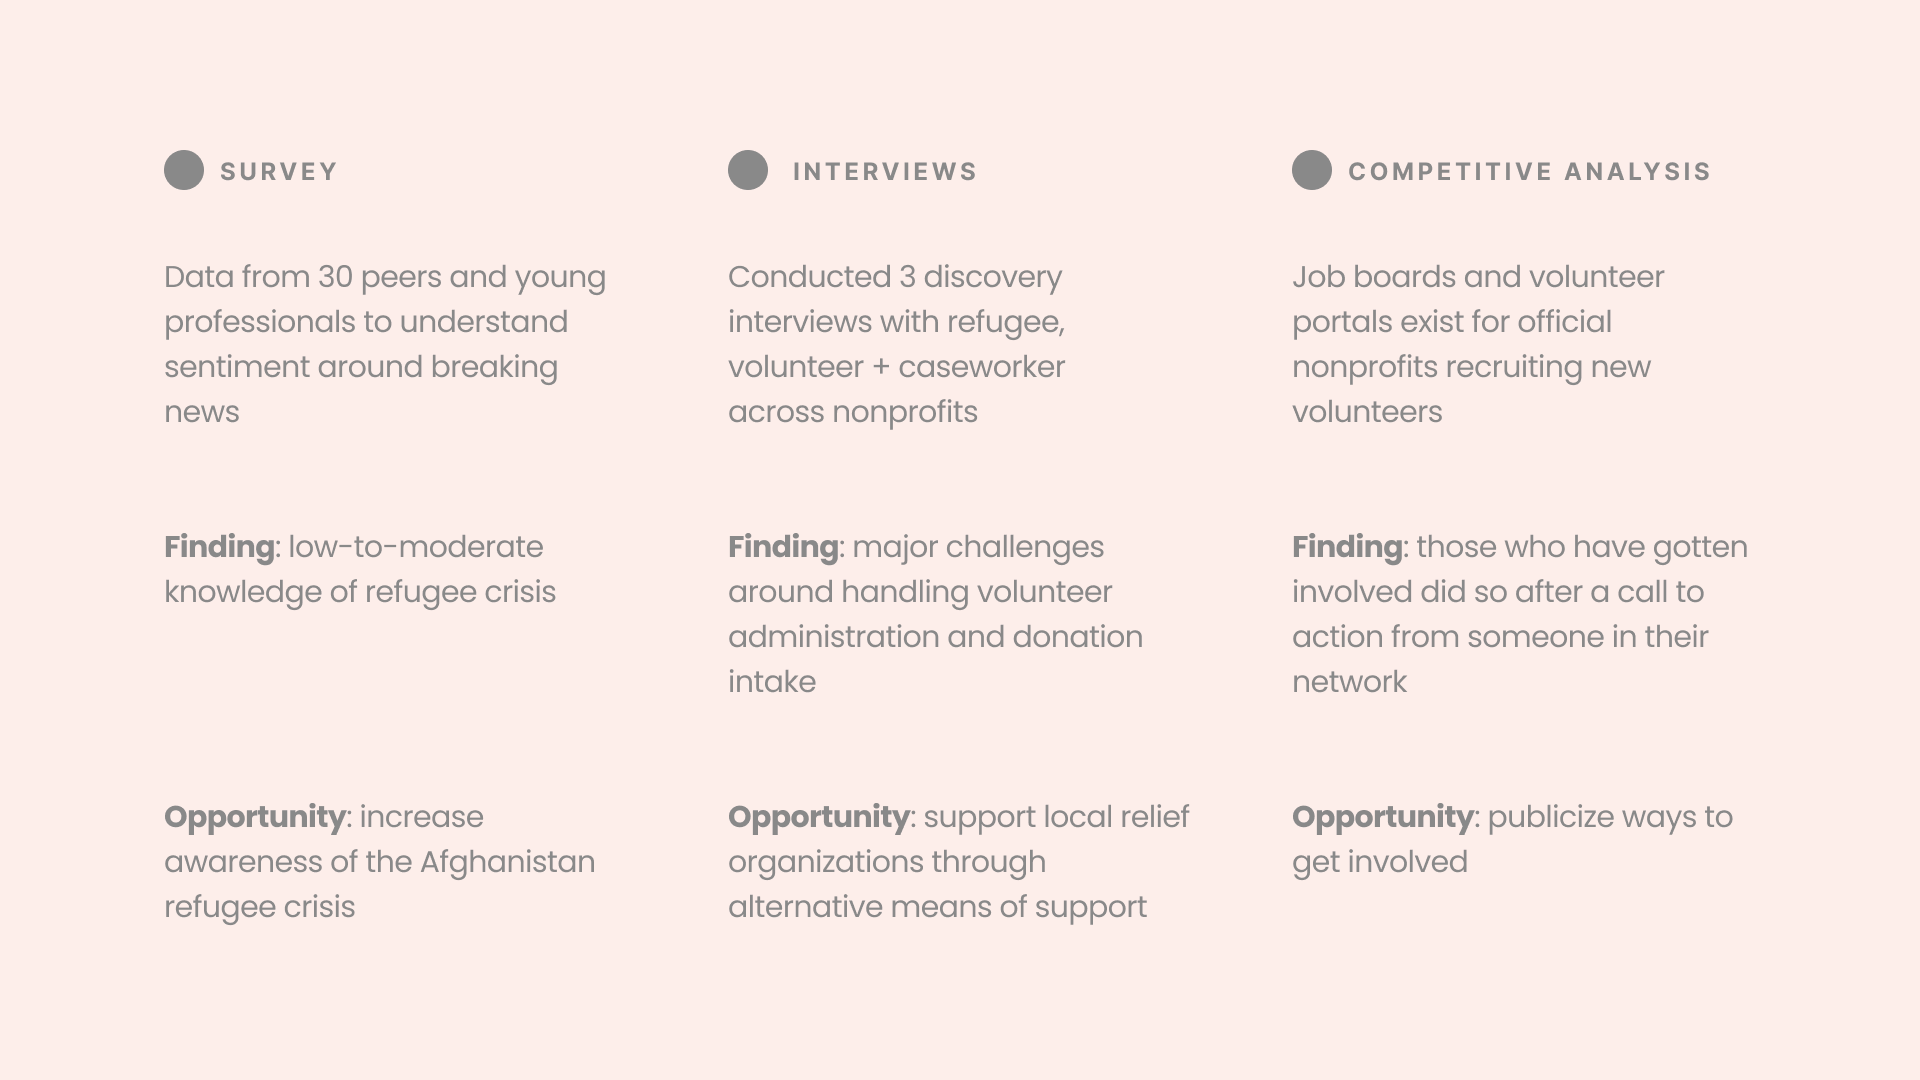 SURVEY
Data from 30 peers and young
professionals to understand
sentiment around breaking
news
Finding: low-to-moderate
knowledge of refugee crisis
Opportunity: increase
awareness of the Afghanistan
refugee crisis
INTERVIEWS
Conducted 3 discovery
interviews with refugee,
volunteer + caseworker
across nonprofits
Finding: major challenges
around handling volunteer
administration and donation
intake
Opportunity: support local relief
organizations through
alternative means of support
COMPETITIVE ANALYSIS
Job boards and volunteer
portals exist for official
nonprofits recruiting new
volunteers
Finding: those who have gotten
involved did so after a call to
action from someone in their
network
Opportunity: publicize ways to
get involved